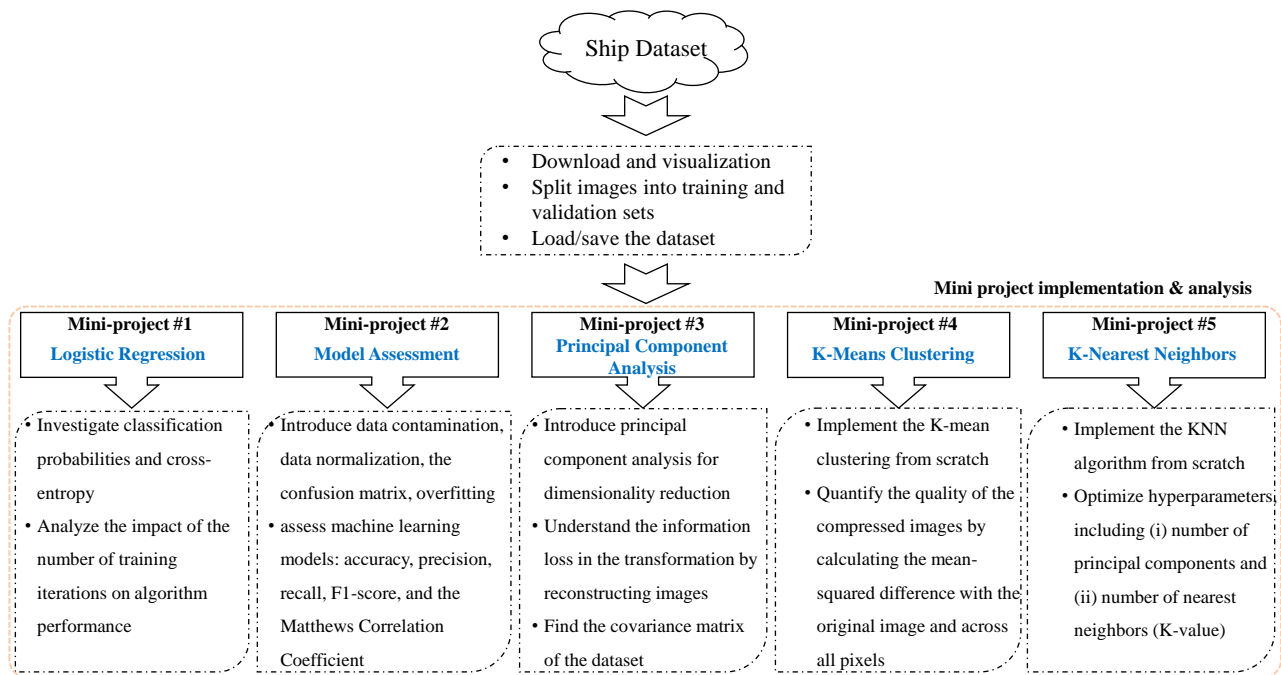 Ship Dataset
• Download and visualization
• Split images into training and
validation sets
• Load/save the dataset
Mini project implementation & analysis
Mini-project #1
Logistic Regression
• Investigate classification
probabilities and cross-
entropy
• Analyze the impact of the
number of training
iterations on algorithm
performance
Mini-project #2
Model Assessment
• Introduce data contamination,
data normalization, the
confusion matrix, overfitting
• assess machine learning
models: accuracy, precision,
recall, F1-score, and the
Matthews Correlation
Coefficient
Mini-project #3
Principal Component
Analysis
• Introduce principal
component analysis for
dimensionality reduction
• Understand the information
loss in the transformation by
reconstructing images
• Find the covariance matrix
of the dataset
Mini-project #4
K-Means Clustering
• Implement the K-mean
clustering from scratch
• Quantify the quality of the
compressed images by
calculating the mean-
squared difference with the
original image and across
all pixels
Mini-project #5
K-Nearest Neighbors
• Implement the KNN
algorithm from scratch
• Optimize hyperparameters,
including (i) number of
principal components and
(ii) number of nearest
neighbors (K-value)